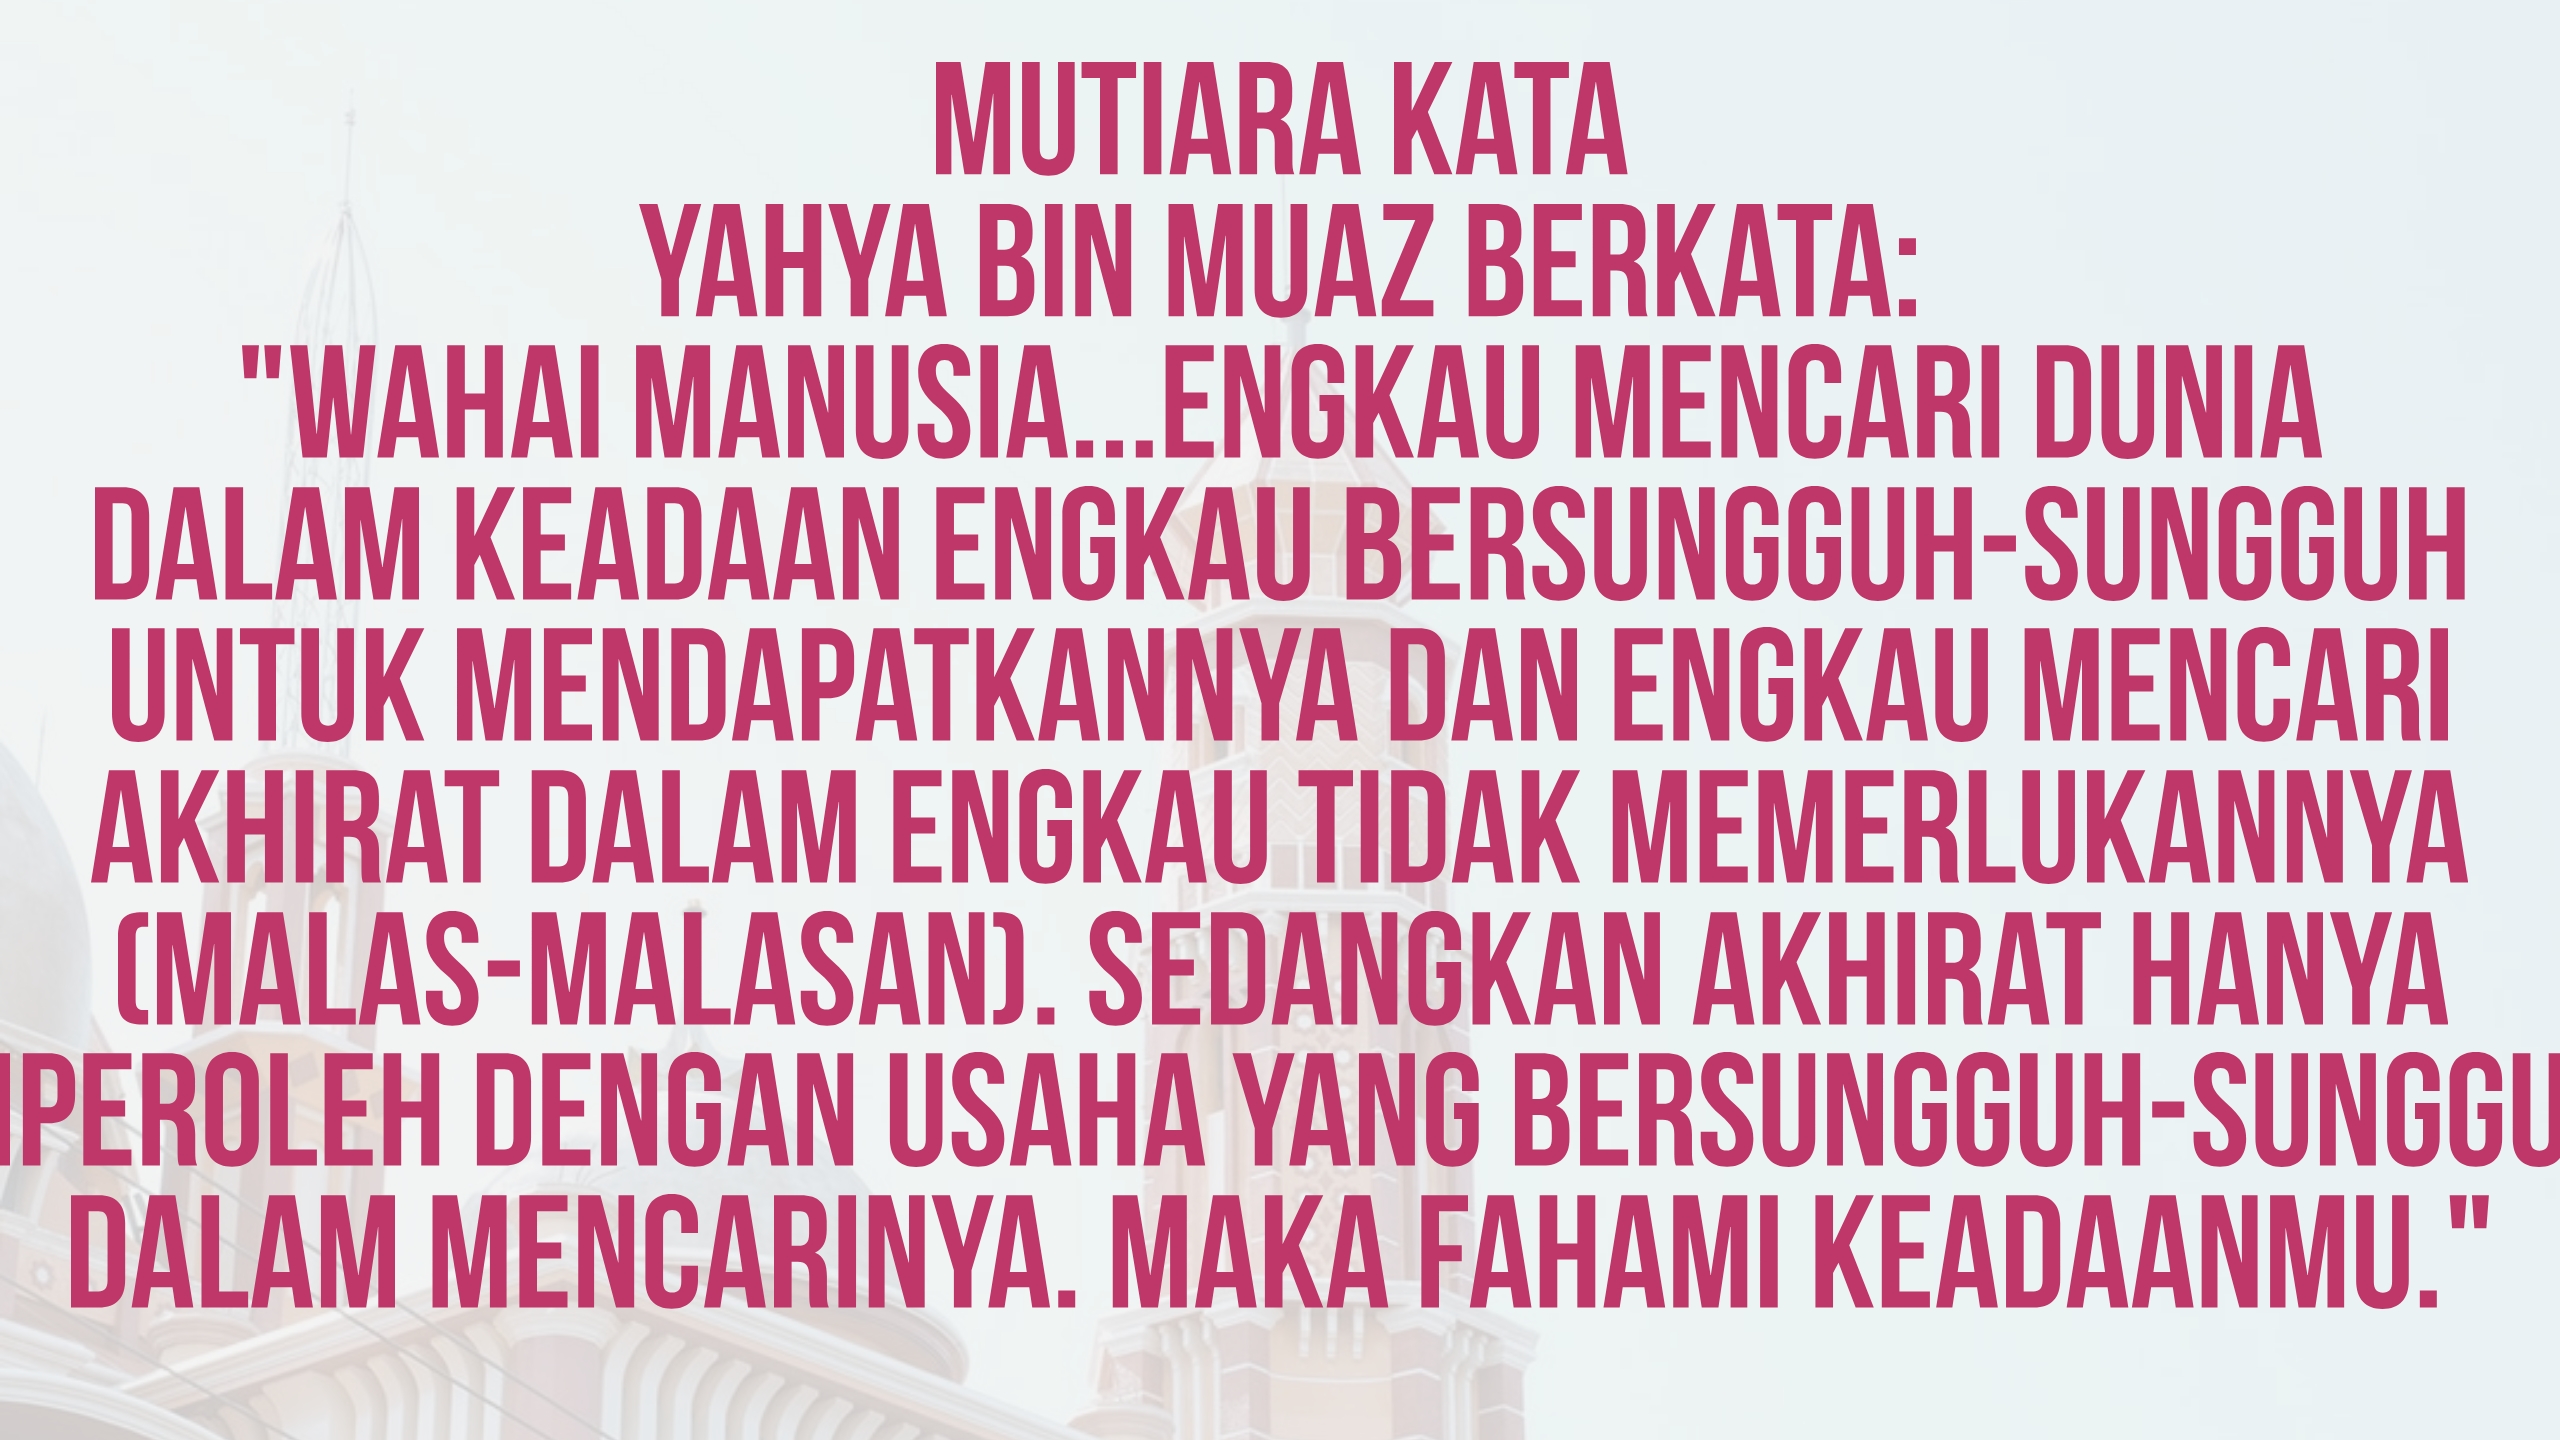 MUTIARA KATA
YAHYA BIN MUAZ BERKATA:
"WAHAI MANUSIA...ENGKAU MENCARI DUNIA
DALAM KEADAAN ENGKAU BERSUNGGUH-SUNGGUH
UNTUK MENDAPATKANNYA DAN ENGKAU MENCARI
AKHIRAT DALAM ENGKAU TIDAK MEMERLUKANNYA
(MALAS-MALASAN). SEDANGKAN AKHIRAT HANYA
IPEROLEH DENGAN USAHA YANG BERSUNGGUH-SUNGGU
DALAM MENCARINYA. MAKA FAHAMI KEADAANMU."